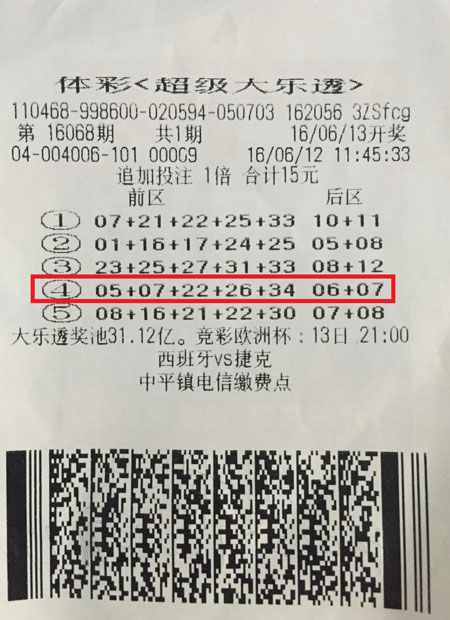 体彩<超级大乐透>
110468-998600-020594-050703 162056 3ZSfcg
第 16068期 共1期 16/06/13开奖
04-004006-101 00009 16/06/12 11:45:33
追加投注 1倍 合计15元
前区 后区
① 07+21+22+25+33 10+11
② 01+16+17+24+25 05+08
③ 23+25+27+31+33 08+12
④ 05+07+22+26+34 06+07
⑤ 08+16+21+22+30 07+08
大乐透奖池31.12亿。竞彩欧洲杯：13日 21:00
西班牙vs捷克
中平镇电信缴费点